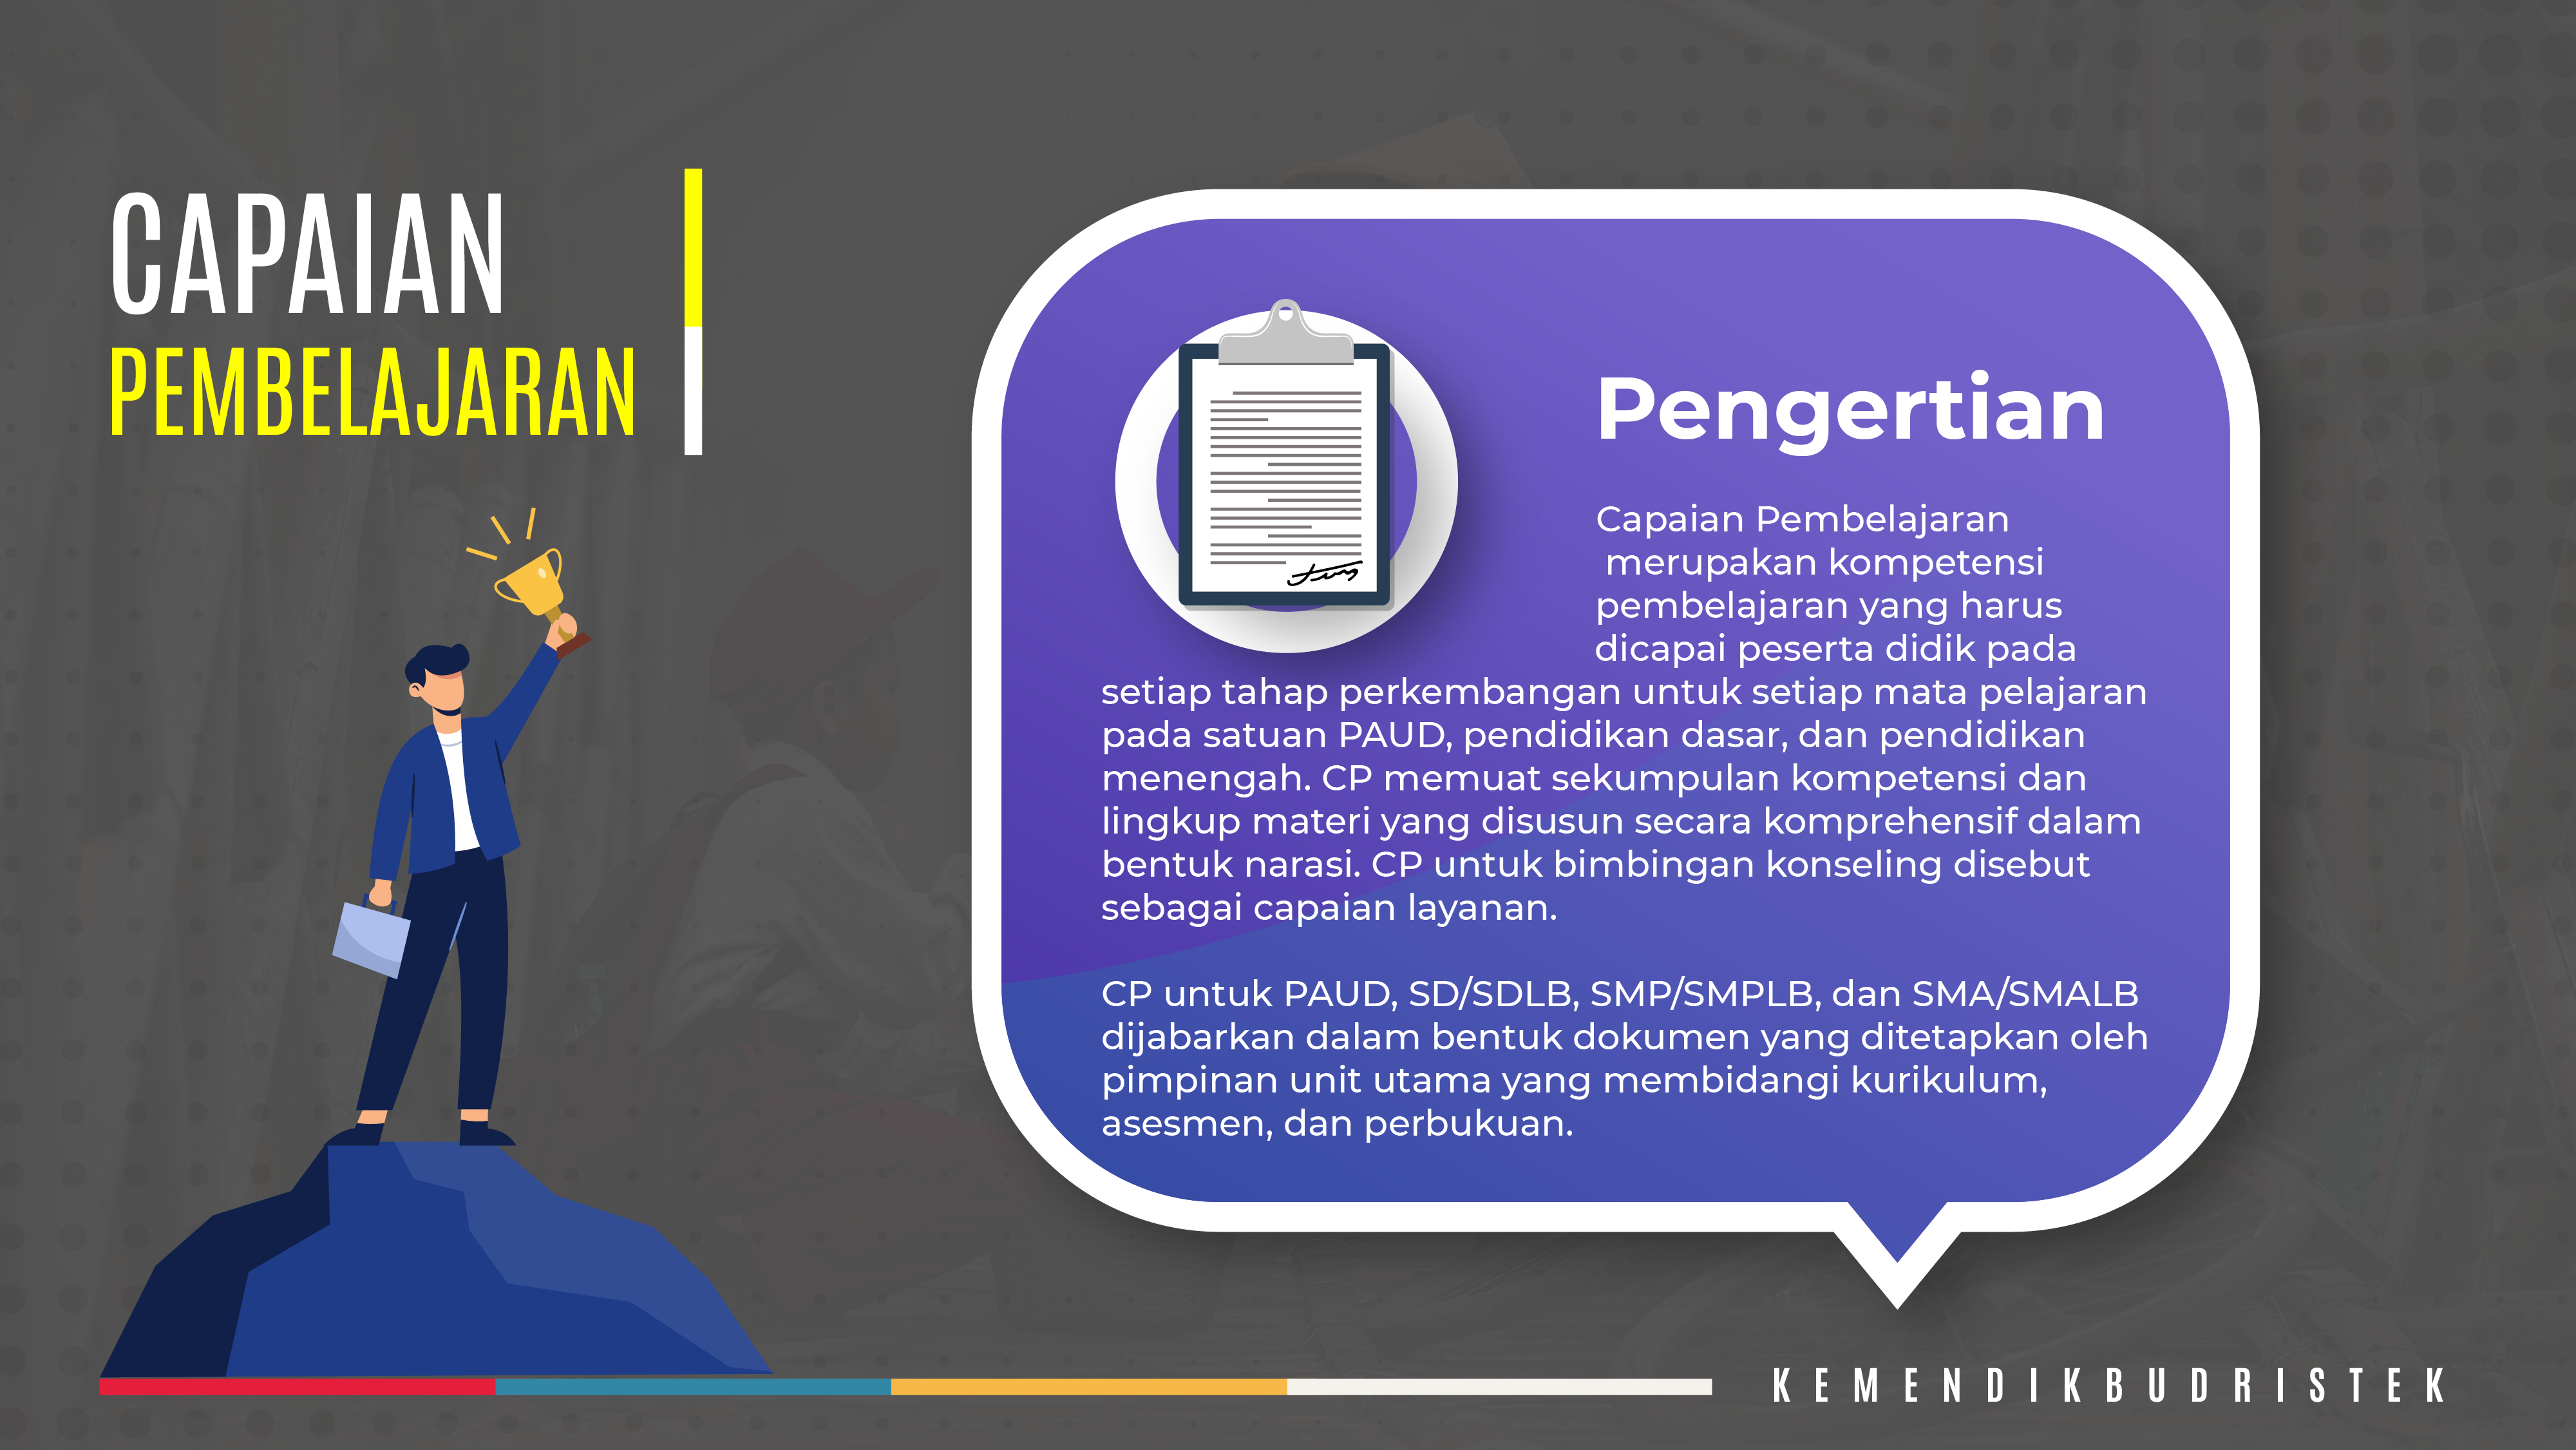 CAPAIAN
PEMBELAJARAN
Pengertian
Capaian Pembelajaran
merupakan kompetensi
pembelajaran yang harus
dicapai peserta didik pada
setiap tahap perkembangan untuk setiap mata pelajaran
pada satuan PAUD, pendidikan dasar, dan pendidikan
menengah. CP memuat sekumpulan kompetensi dan
lingkup materi yang disusun secara komprehensif dalam
bentuk narasi. CP untuk bimbingan konseling disebut
sebagai capaian layanan.
CP untuk PAUD, SD/SDLB, SMP/SMPLB, dan SMA/SMALB
dijabarkan dalam bentuk dokumen yang ditetapkan oleh
pimpinan unit utama yang membidangi kurikulum,
asesmen, dan perbukuan.
KEMENDIKBUDRISTEK